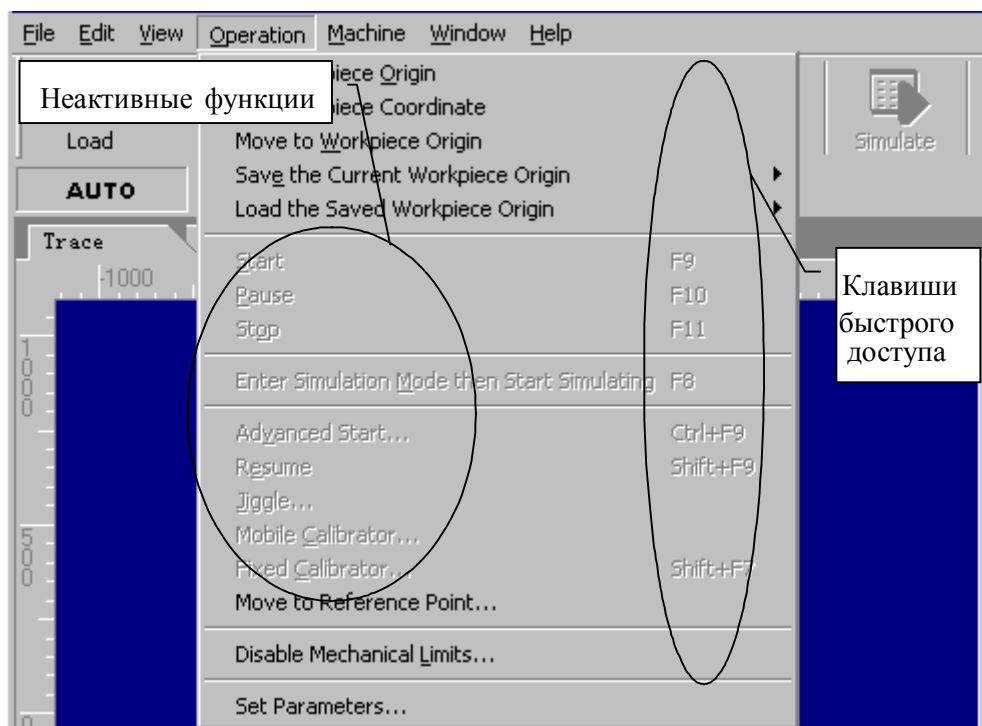 File Edit View Operation Machine Window Help
Неактивные функции
piece Origin
piece Coordinate
Load
Move to Workpiece Origin
Simulate
AUTO
Save the Current Workpiece Origin
Load the Saved Workpiece Origin
Trace
-1000
Start F9
Pause F10
Stop F11
Клавиши
быстрого
доступа
1000
Enter Simulation Mode then Start Simulating F8
Advanced Start... Ctrl+F9
Resume Shift+F9
Jiggle...
Mobile Calibrator...
500
Fixed Calibrator... Shift+F7
Move to Reference Point...
Disable Mechanical Limits...
Set Parameters...
0